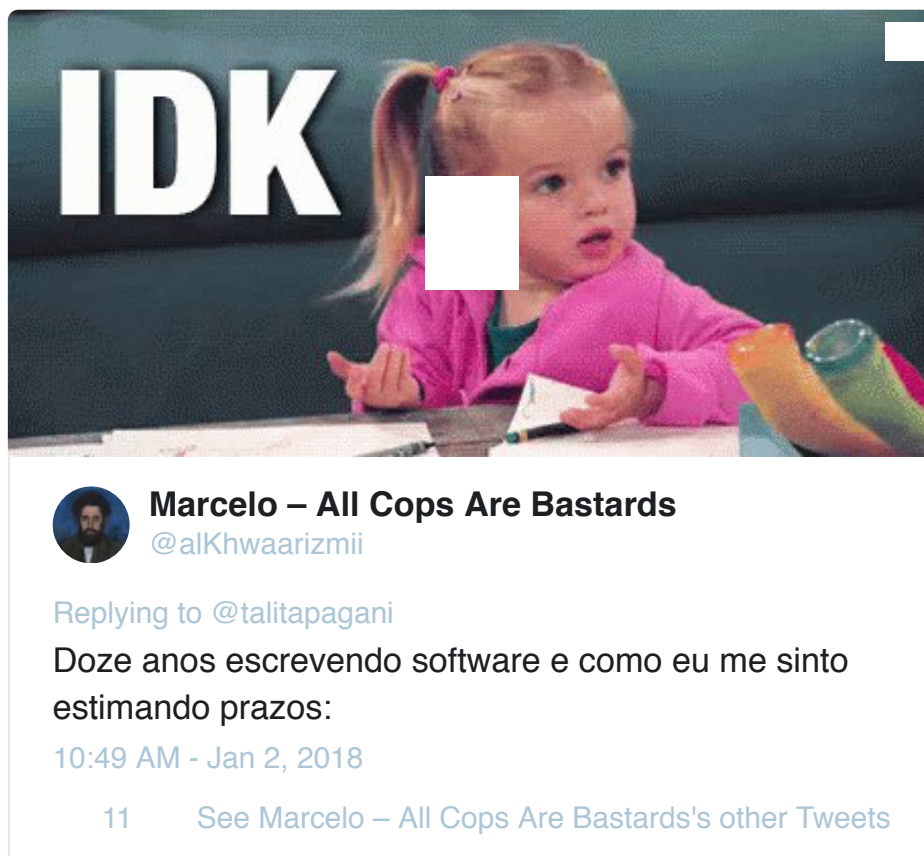 IDK
Marcelo – All Cops Are Bastards
@alKhwaarizmii
Replying to @talitapagani
Doze anos escrevendo software e como eu me sinto
estimando prazos:
10:49 AM - Jan 2, 2018
11 See Marcelo – All Cops Are Bastards's other Tweets